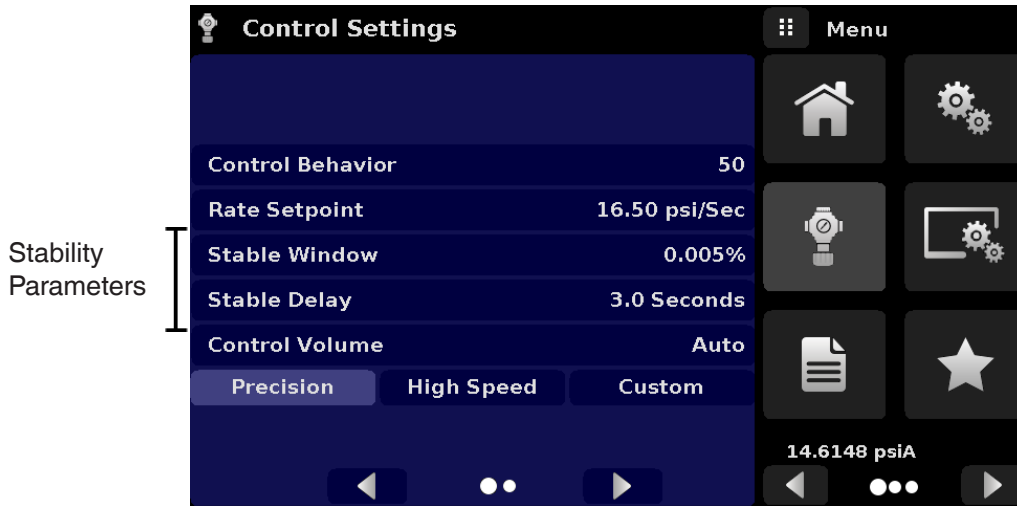 Control Settings
Menu
Control Behavior 50
Rate Setpoint 16.50 psi/Sec
Stability
Parameters
Stable Window 0.005%
Stable Delay 3.0 Seconds
Control Volume Auto
Precision High Speed Custom
14.6148 psiA